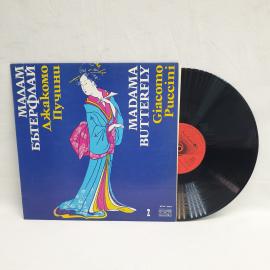 МАДАМ
БЪТЕРФЛАЙ
Джакомо
Пучини
MADAMA
BUTTERFLY
Giacomo
Puccini
2